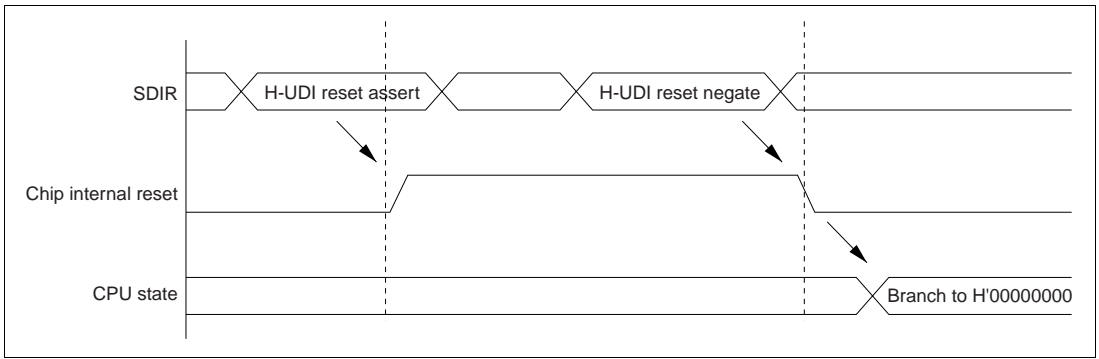 SDIR
H-UDI reset assert
H-UDI reset negate
Chip internal reset
CPU state
Branch to H'00000000